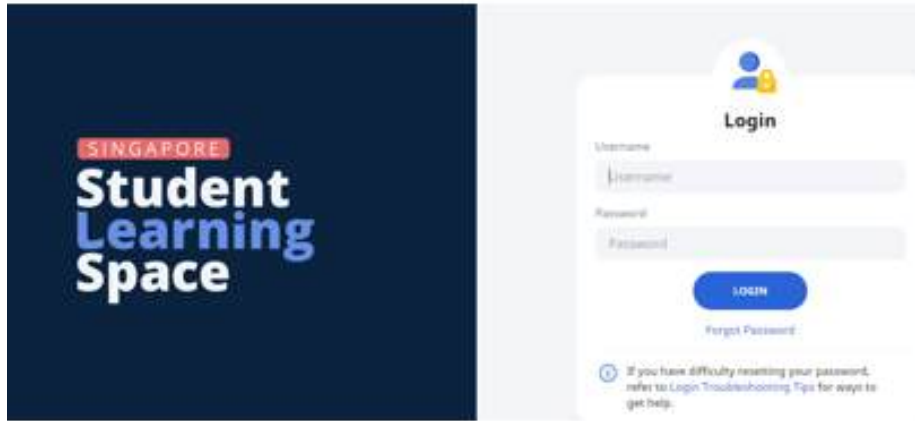 SINGAPORE
Student
Learning
Space
Login
Username
Username
Password
Password
LOGIN
Forgot Password
If you have difficulty resetting your password,
refer to Login Troubleshooting Tips for ways to
get help.